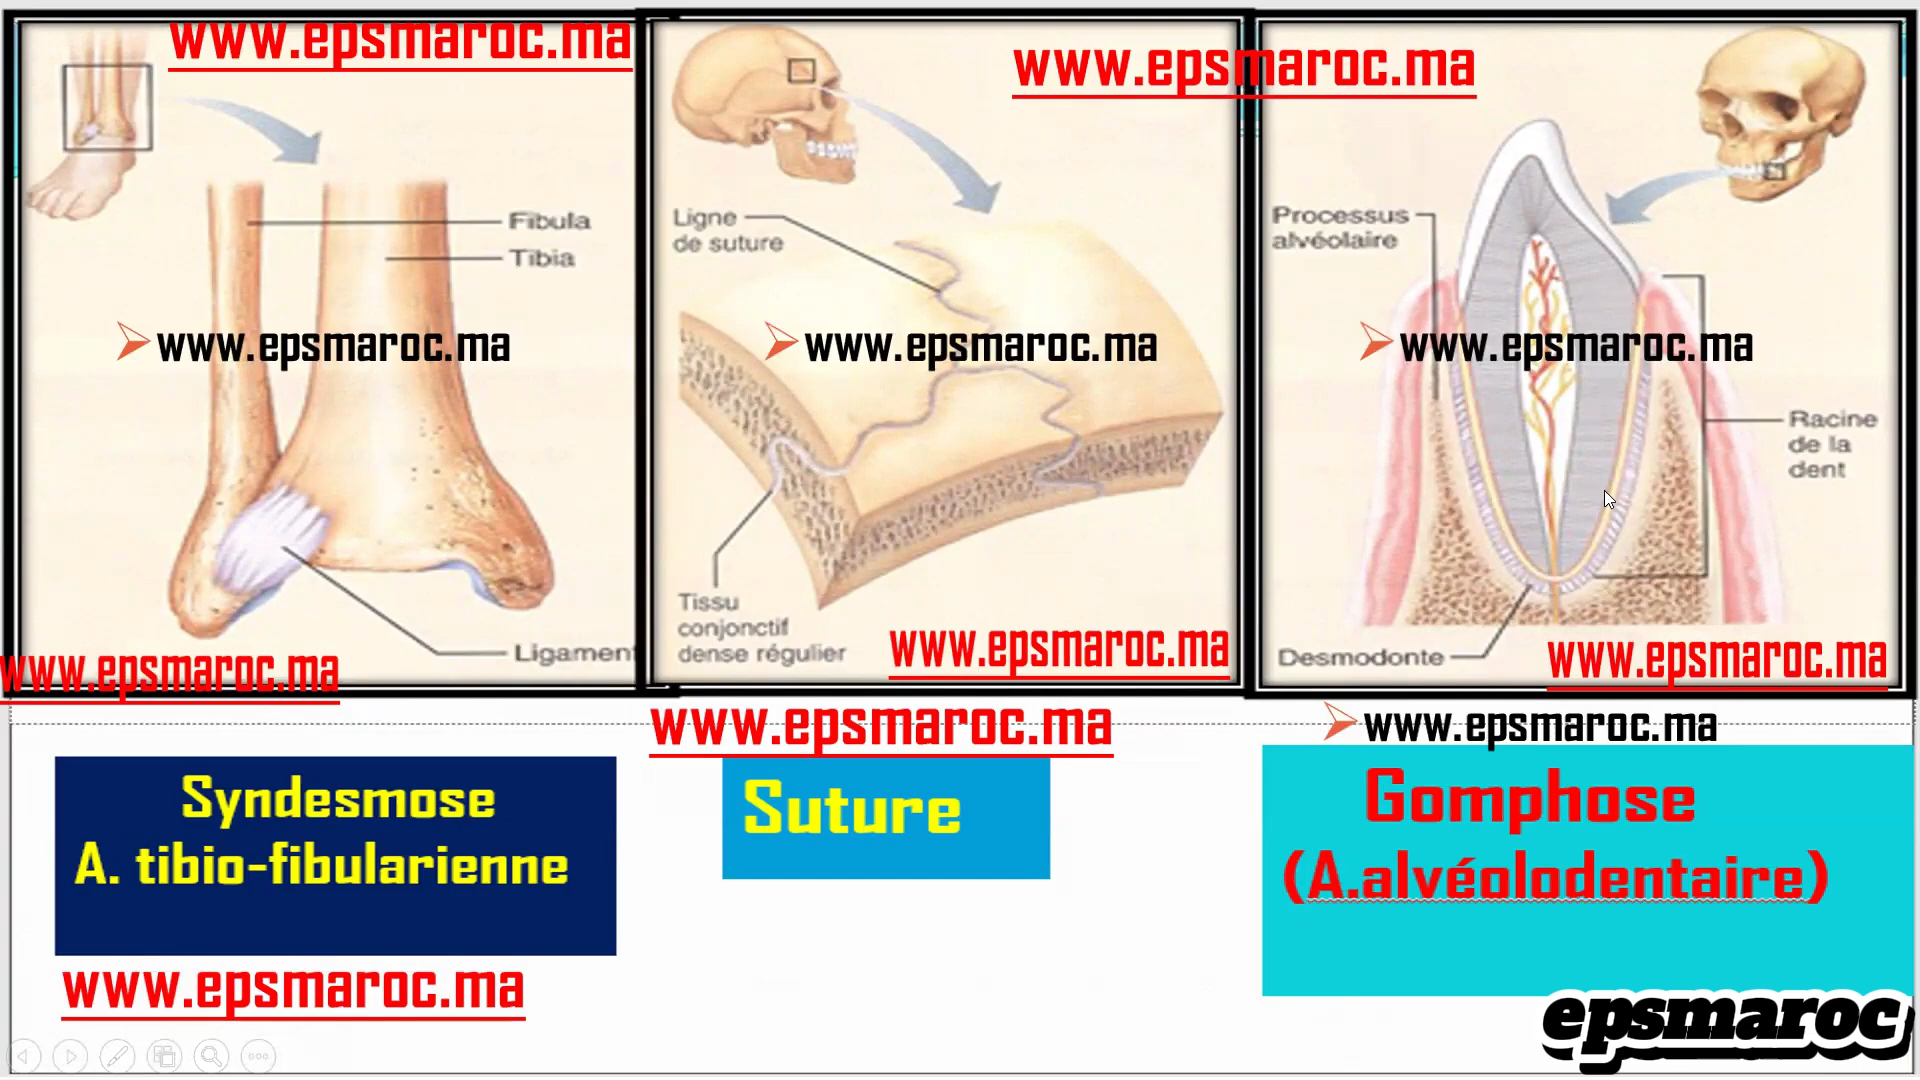 www.epsmaroc.ma
www.epsmaroc.ma
Fibula
Tibia
www.epsmaroc.ma
Ligament
www.epsmaroc.ma
Ligne
de suture
www.epsmaroc.ma
Tissu
conjonctif
dense régulier
www.epsmaroc.ma
Processus
alvéolaire
www.epsmaroc.ma
Racine
de la
dent
Desmodonte
www.epsmaroc.ma
www.epsmaroc.ma
www.epsmaroc.ma
Syndesmose
A. tibio-fibularienne
Suture
Gomphose
(A.alvéolodentaire)
www.epsmaroc.ma
epsmaroc